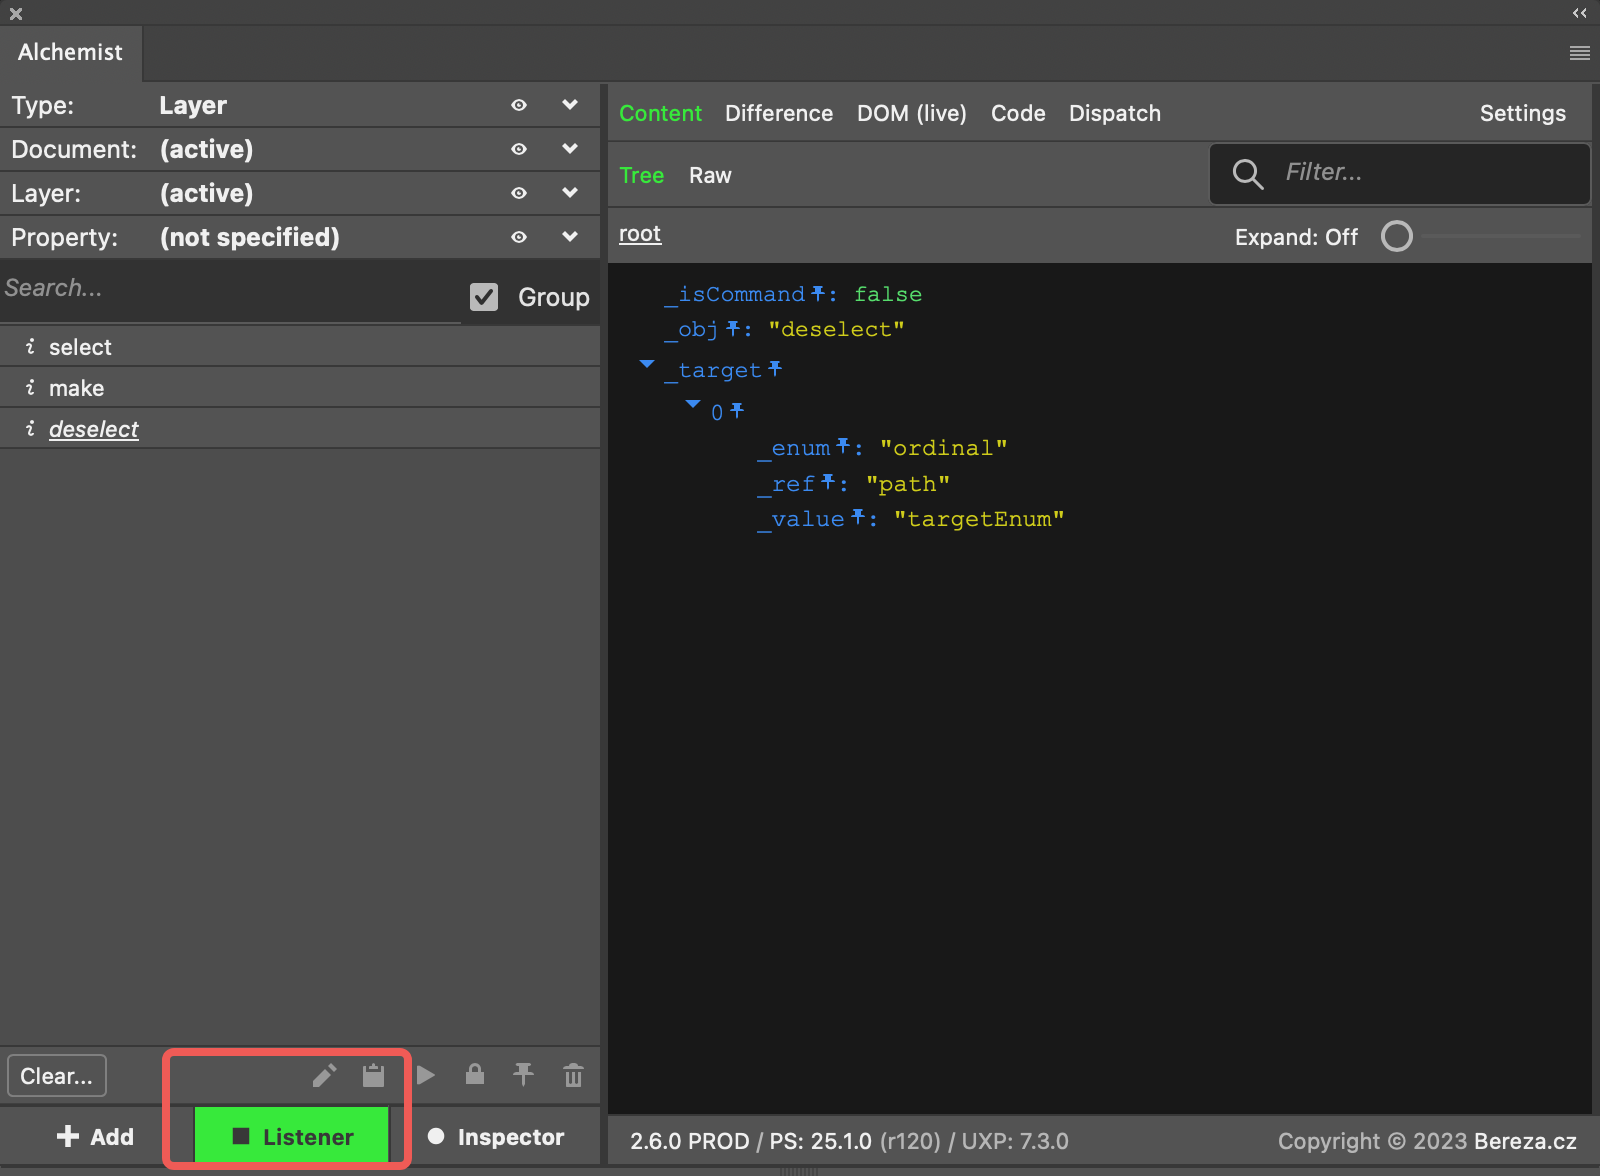 Alchemist
Type: Layer
Document: (active)
Layer: (active)
Property: (not specified)
Search...
Group
select
make
deselect
Clear...
Add
Listener
Inspector
Content Difference DOM (live) Code Dispatch Settings
Tree Raw
Filter...
root
Expand: Off
_isCommand: false
_obj: "deselect"
_target
0
_enum: "ordinal"
_ref: "path"
_value: "targetEnum"
2.6.0 PROD / PS: 25.1.0 (r120) / UXP: 7.3.0
Copyright © 2023 Bereza.cz